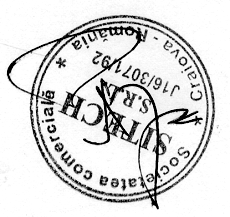 * Societatea comercială *
Craiova - România
J16/3071/92
S.R.L.
SITECH